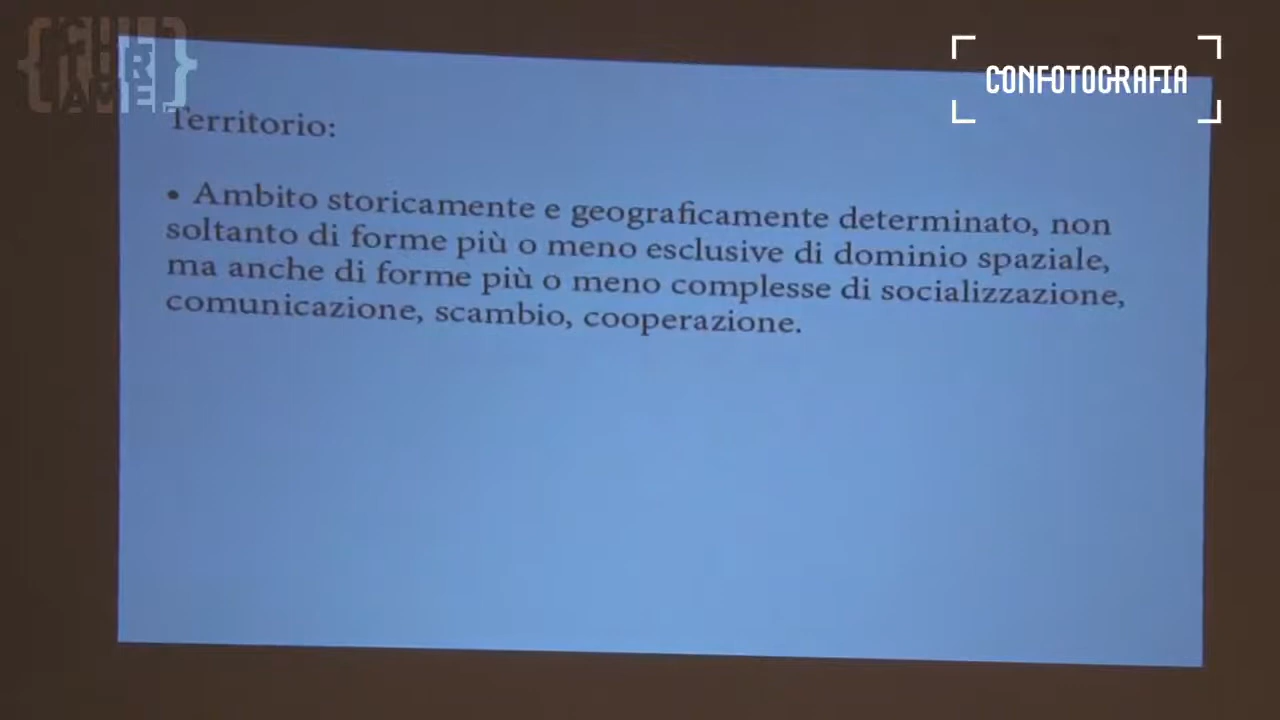 CONFOTOGRAFIA
Territorio:
• Ambito storicamente e geograficamente determinato, non
soltanto di forme più o meno esclusive di dominio spaziale,
ma anche di forme più o meno complesse di socializzazione,
comunicazione, scambio, cooperazione.